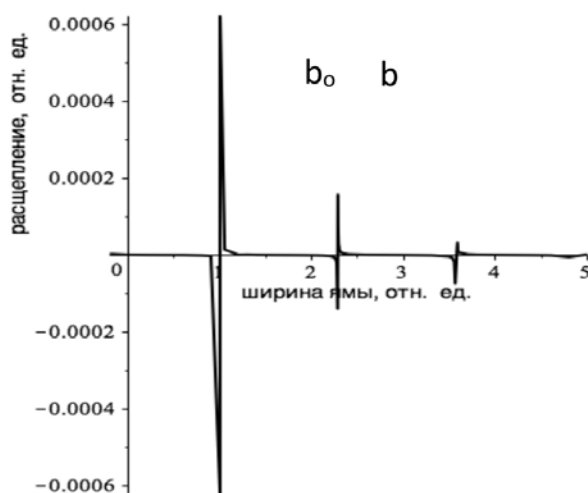 0.0006
bₒ b
0.0004
0.0002
расщепление, отн. ед.
0 1 2 3 4 5
ширина ямы, отн. ед.
−0.0002
−0.0004
−0.0006